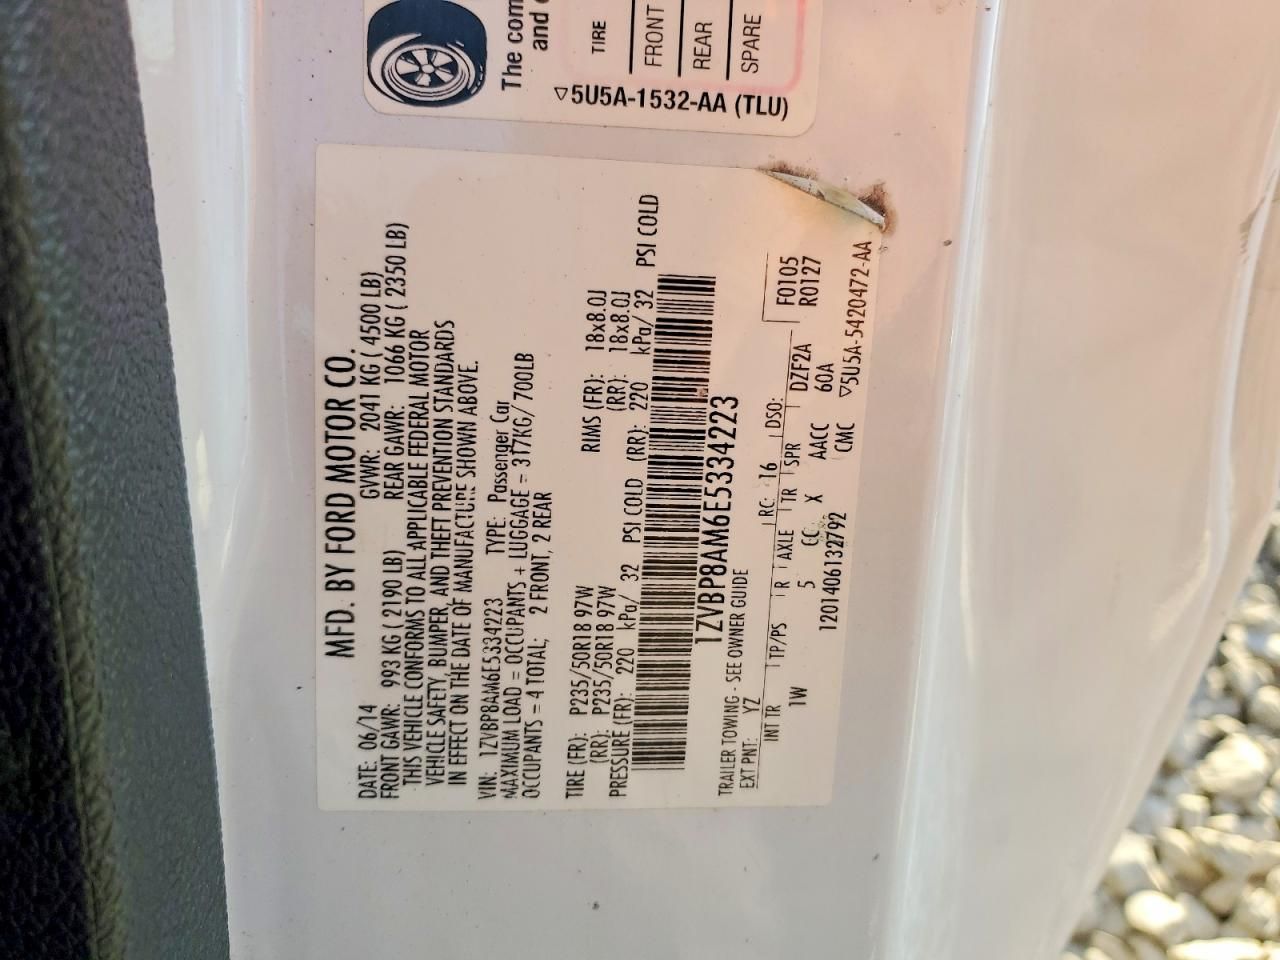 The com
and
TIRE
FRONT
REAR
SPARE
▽5U5A-1532-AA (TLU)
MFD. BY FORD MOTOR CO.
DATE: 06/14 GVWR: 2041 KG ( 4500 LB)
FRONT GAWR: 993 KG ( 2190 LB) REAR GAWR: 1066 KG ( 2350 LB)
THIS VEHICLE CONFORMS TO ALL APPLICABLE FEDERAL MOTOR
VEHICLE SAFETY, BUMPER, AND THEFT PREVENTION STANDARDS
IN EFFECT ON THE DATE OF MANUFACTURE SHOWN ABOVE.
VIN: 1ZVBP8AM6E5334223 TYPE: Passenger Car
MAXIMUM LOAD = OCCUPANTS + LUGGAGE = 317KG/ 700LB
OCCUPANTS = 4 TOTAL; 2 FRONT, 2 REAR
TIRE (FR): P235/50R18 97W RIMS (FR): 18x8.0J
(RR): P235/50R18 97W (RR): 18x8.0J
PRESSURE (FR): 220 kPa/ 32 PSI COLD (RR): 220 kPa/ 32 PSI COLD
1ZVBP8AM6E5334223
TRAILER TOWING - SEE OWNER GUIDE
EXT PNT: YZ RC: 16 DSO: F0105
R0127
INT TR TP/PS R AXLE TR SPR DZF2A
1W 5 CC X AACC 60A
1201406132792 CMC ▽5U5A-5420472-AA